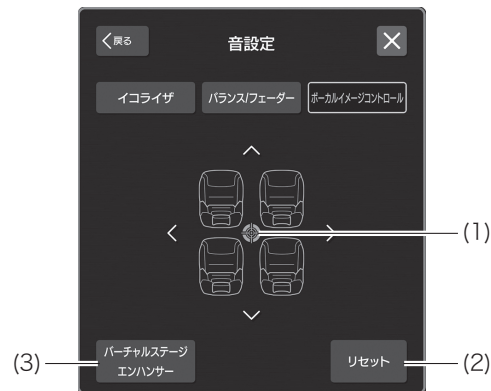 戻る
音設定
イコライザ
バランス/フェーダー
ボーカルイメージコントロール
(1)
(3)
バーチャルステージ
エンハンサー
リセット
(2)